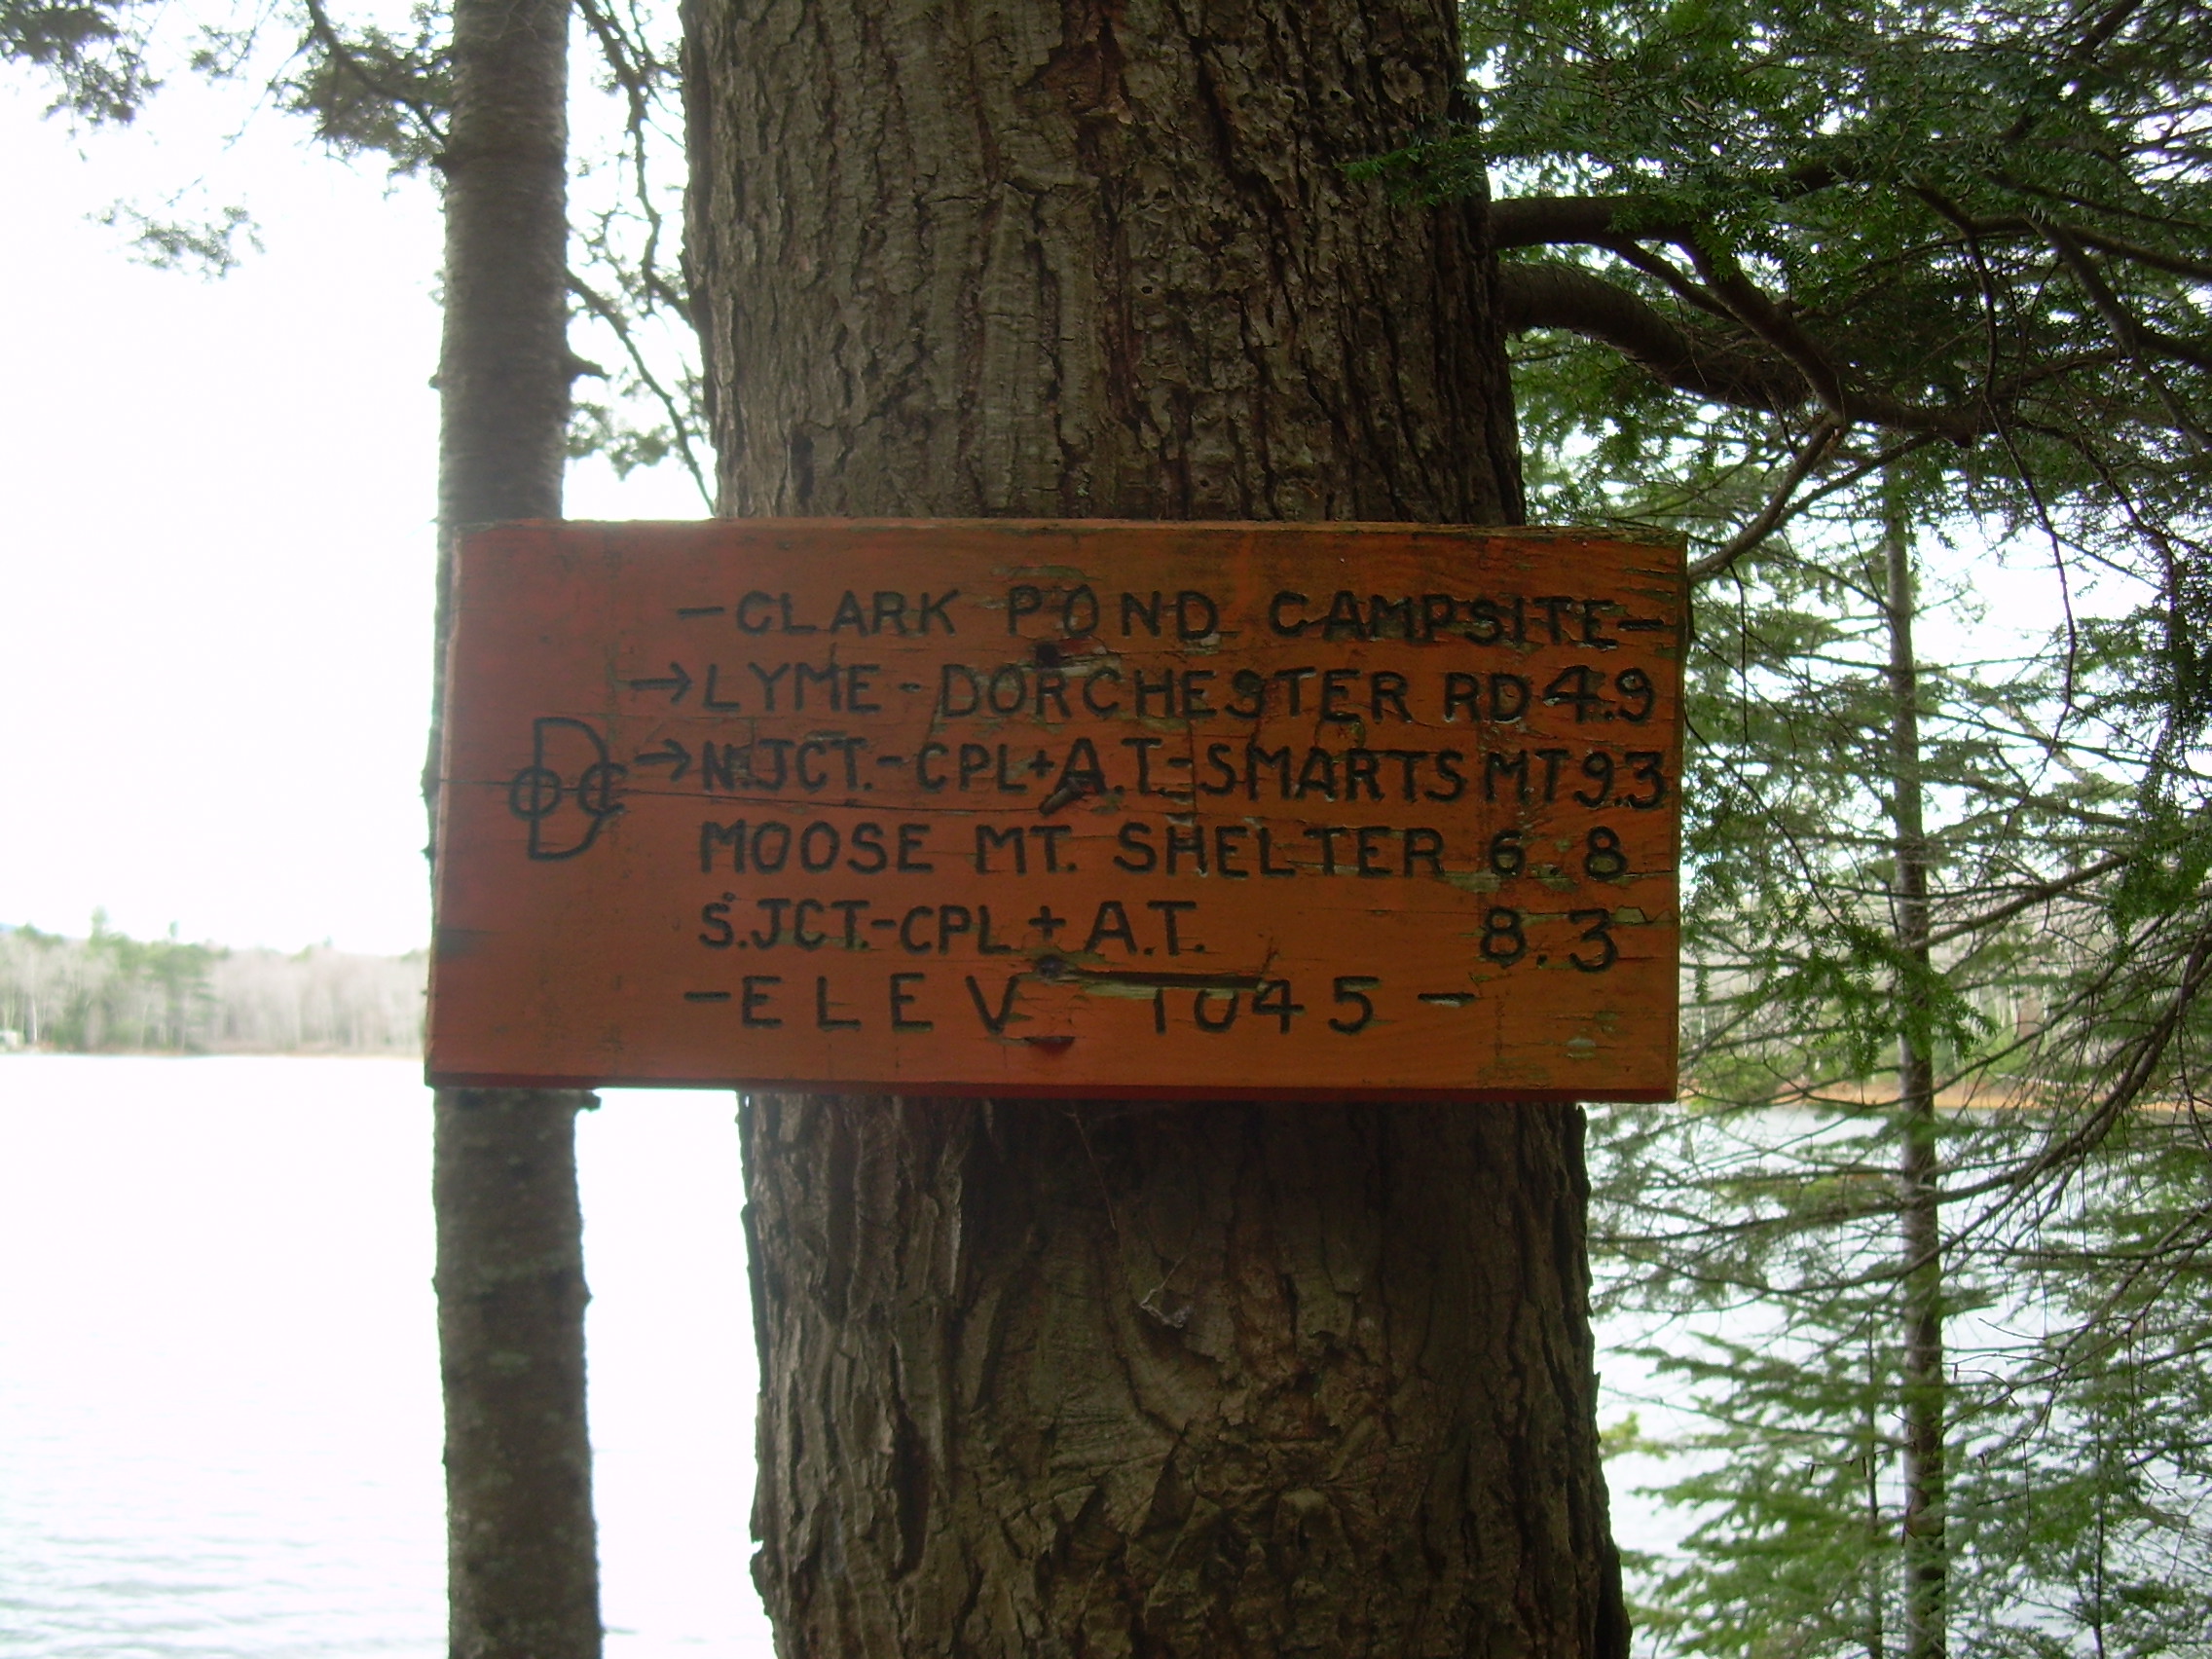 -CLARK POND CAMPSITE-
→LYME-DORCHESTER RD 4.9
DOC →N.JCT.-CPL+A.T.-SMARTS MT 9.3
MOOSE MT. SHELTER 6.8
S.JCT.-CPL+A.T. 8.3
-ELEV 1045-